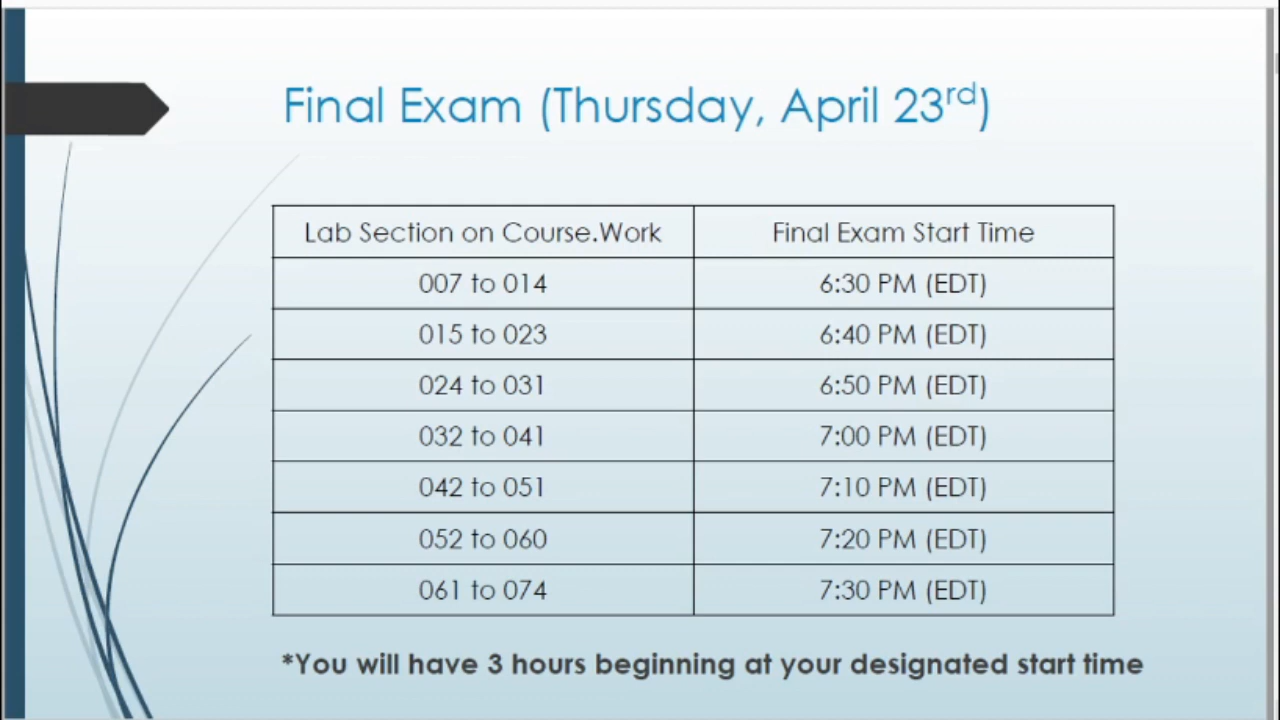 Final Exam (Thursday, April 23rd)
Lab Section on Course.Work Final Exam Start Time
007 to 014 6:30 PM (EDT)
015 to 023 6:40 PM (EDT)
024 to 031 6:50 PM (EDT)
032 to 041 7:00 PM (EDT)
042 to 051 7:10 PM (EDT)
052 to 060 7:20 PM (EDT)
061 to 074 7:30 PM (EDT)
*You will have 3 hours beginning at your designated start time